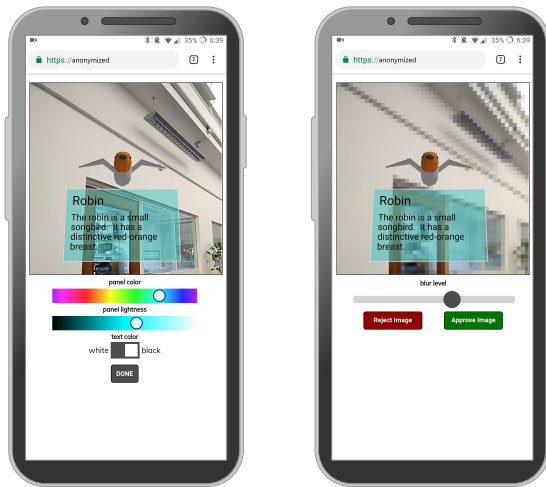 35% 6:39
https://anonymized
7
Robin
The robin is a small
songbird. It has a
distinctive red-orange
breast.
panel color
panel lightness
text color
white black
DONE
35% 6:39
https://anonymized
7
Robin
The robin is a small
songbird. It has a
distinctive red-orange
breast.
blur level
Reject Image Approve Image